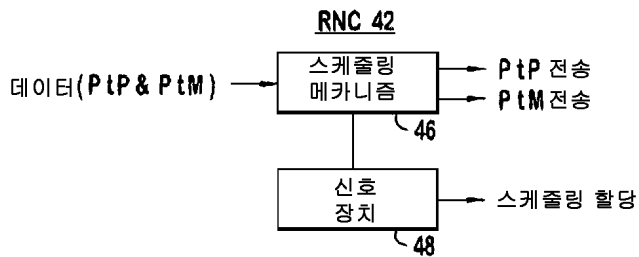 RNC 42
데이터(PtP & PtM)
스케줄링
메카니즘
PtP 전송
PtM 전송
46
신호
장치
스케줄링 할당
48